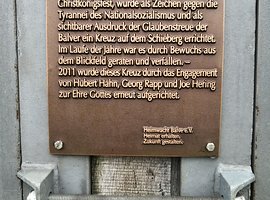 Christkönigsfest, wurde als Zeichen gegen die
Tyrannei des Nationalsozialismus und als
sichtbarer Ausdruck der Glaubenstreue der
Balver ein Kreuz auf dem Schieberg errichtet.
Im Laufe der Jahre war es durch Bewuchs aus
dem Blickfeld geraten und verfallen. –
2011 wurde dieses Kreuz durch das Engagement
von Hubert Hahn, Georg Rapp und Joe Hering
zur Ehre Gottes erneut aufgerichtet.
Heimwacht Balve e.V.
Heimat erhalten,
Zukunft gestalten.